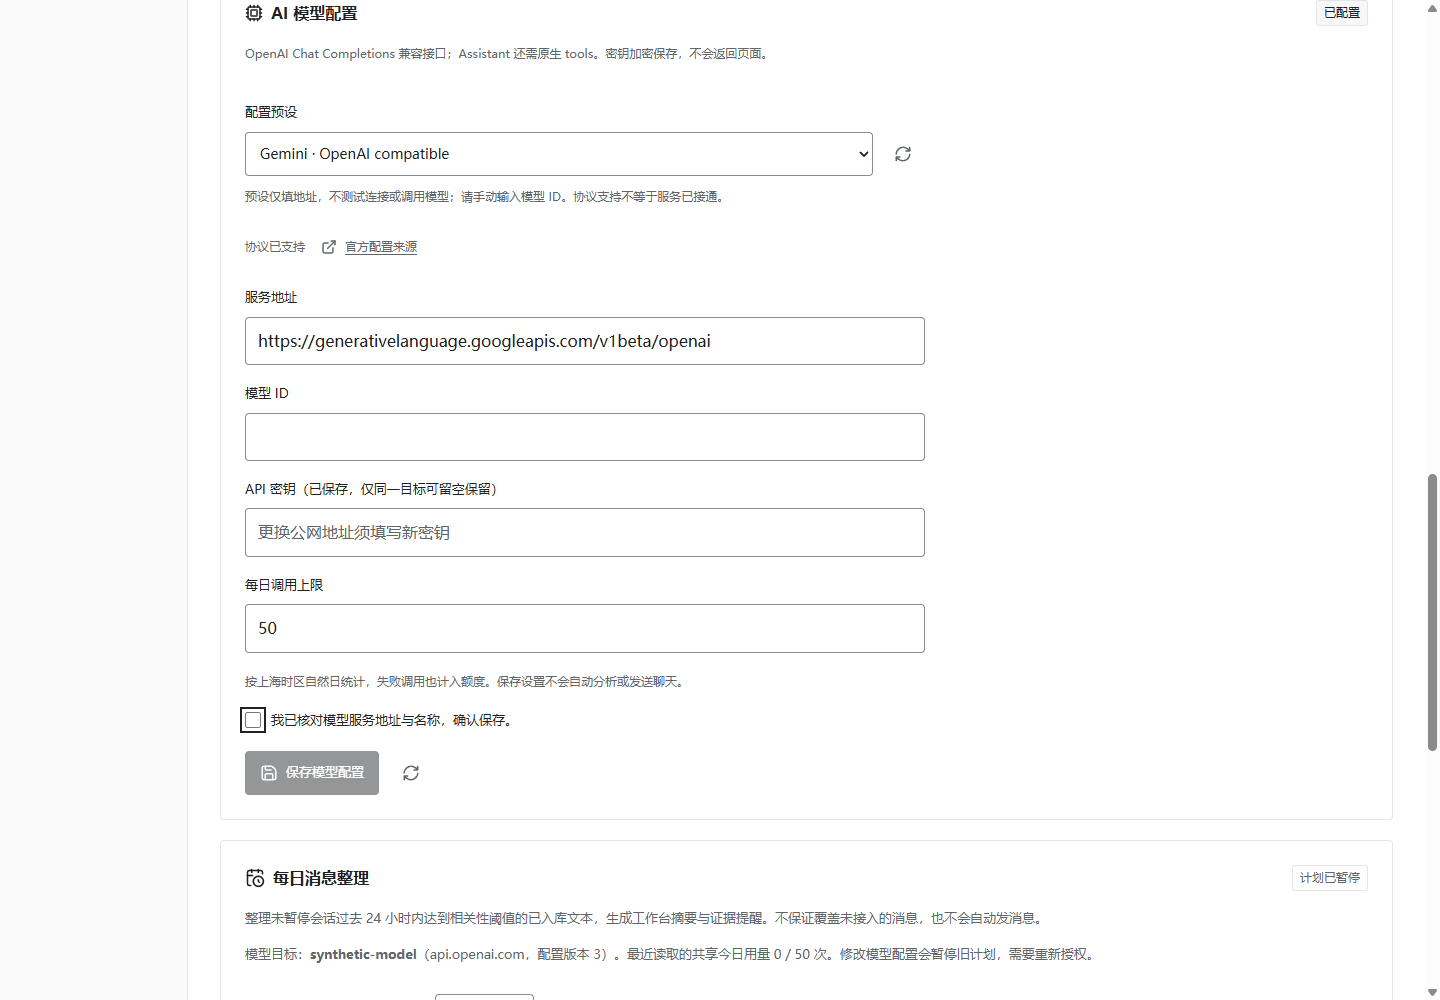 AI 模型配置
已配置
OpenAI Chat Completions 兼容接口；Assistant 还需原生 tools。密钥加密保存，不会返回页面。
配置预设
Gemini · OpenAI compatible
预设仅填地址，不测试连接或调用模型；请手动输入模型 ID。协议支持不等于服务已接通。
协议已支持 官方配置来源
服务地址
https://generativelanguage.googleapis.com/v1beta/openai
模型 ID
API 密钥（已保存，仅同一目标可留空保留）
更换公网地址须填写新密钥
每日调用上限
50
按上海时区自然日统计，失败调用也计入额度。保存设置不会自动分析或发送聊天。
我已核对模型服务地址与名称，确认保存。
保存模型配置
每日消息整理
计划已暂停
整理未暂停会话过去 24 小时内达到相关性阈值的已入库文本，生成工作台摘要与证据提醒。不保证覆盖未接入的消息，也不会自动发消息。
模型目标：synthetic-model（api.openai.com，配置版本 3）。最近读取的共享今日用量 0 / 50 次。修改模型配置会暂停旧计划，需要重新授权。